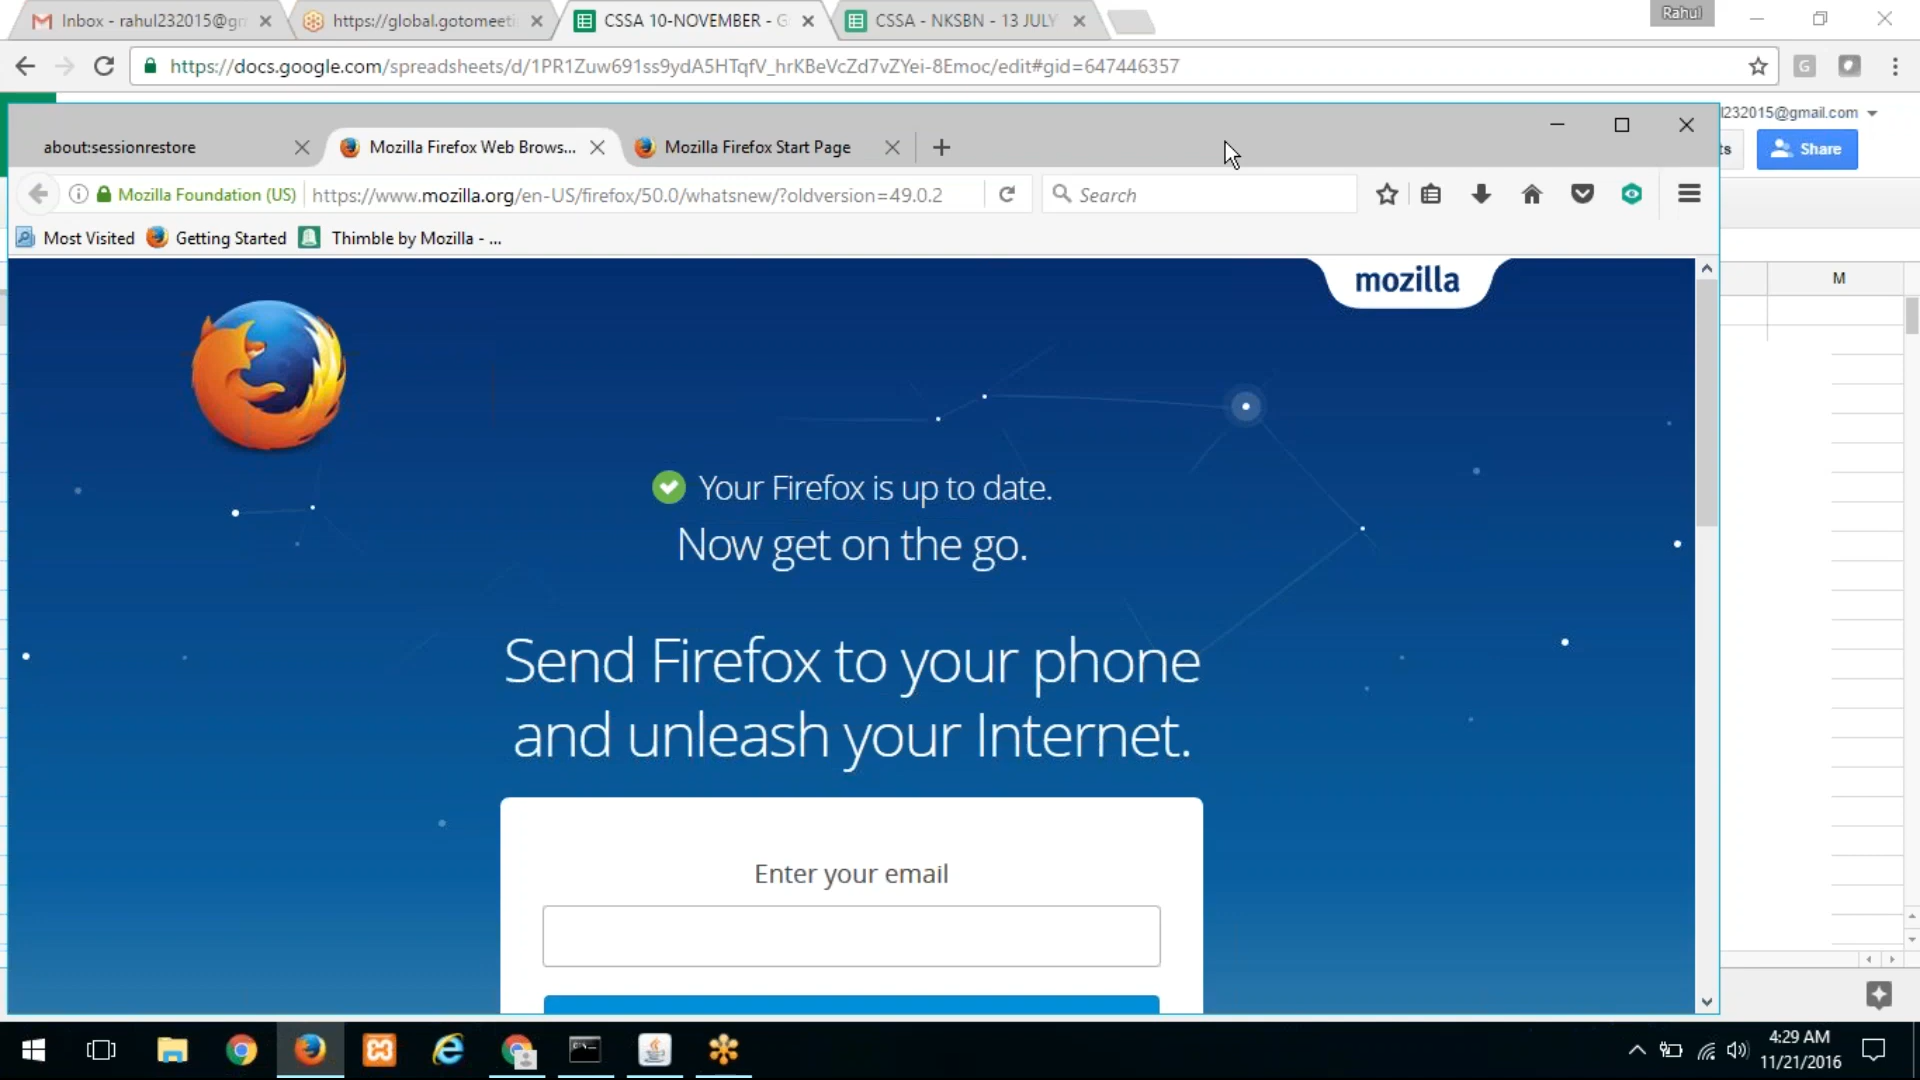 Inbox - rahul232015@gm
https://global.gotomeeti
CSSA 10-NOVEMBER - G
CSSA - NKSBN - 13 JULY
Rahul
https://docs.google.com/spreadsheets/d/1PR1Zuw691ss9ydA5HTqfV_hrKBeVcZd7vZYei-8Emoc/edit#gid=647446357
G
l232015@gmail.com
about:sessionrestore
Mozilla Firefox Web Brows...
Mozilla Firefox Start Page
ts
Share
Mozilla Foundation (US)
https://www.mozilla.org/en-US/firefox/50.0/whatsnew/?oldversion=49.0.2
Search
Most Visited
Getting Started
Thimble by Mozilla - ...
mozilla
M
Your Firefox is up to date.
Now get on the go.
Send Firefox to your phone
and unleash your Internet.
Enter your email
4:29 AM
11/21/2016